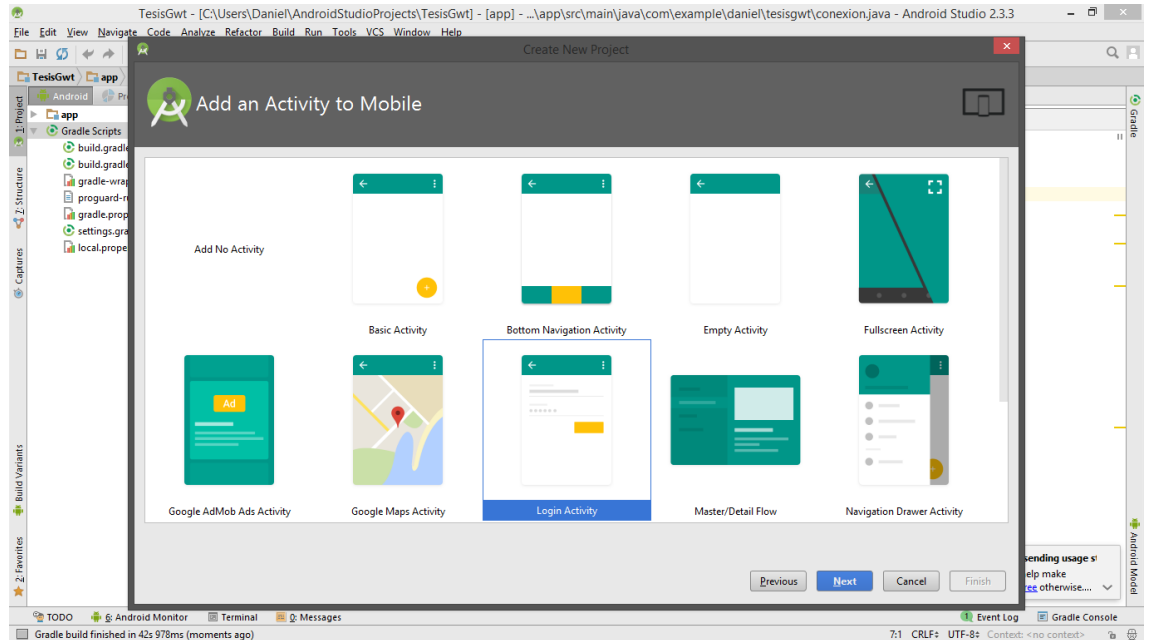 TesisGwt - [C:\Users\Daniel\AndroidStudioProjects\TesisGwt] - [app] - ...\app\src\main\java\com\example\daniel\tesisgwt\conexion.java - Android Studio 2.3.3
File Edit View Navigate Code Analyze Refactor Build Run Tools VCS Window Help
Create New Project
TesisGwt app
Android Pr
1: Project
Gradle
Add an Activity to Mobile
app
Gradle Scripts
build.gradle
build.gradle
gradle-wrap
proguard-r
gradle.prop
settings.gra
local.prope
Z: Structure
Captures
Build Variants
2: Favorites
Add No Activity
Basic Activity
Bottom Navigation Activity
Empty Activity
Fullscreen Activity
Ad
Google AdMob Ads Activity
Google Maps Activity
Login Activity
Master/Detail Flow
Navigation Drawer Activity
Previous Next Cancel Finish
sending usage s
elp make
ree otherwise....
Android Model
TODO 6: Android Monitor Terminal 0: Messages Event Log Gradle Console
Gradle build finished in 42s 978ms (moments ago) 7:1 CRLF UTF-8 Context: <no context>